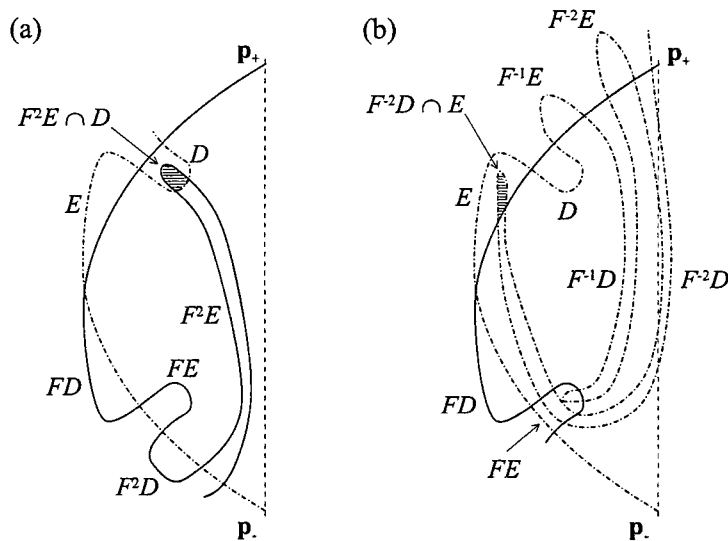 (a)
p₊
F²E ∩ D
D
E
F²E
FD
FE
F²D
p₋
(b)
F⁻²E
p₊
F⁻¹E
F⁻²D ∩ E
E
D
F⁻¹D
F⁻²D
FD
FE
p₋